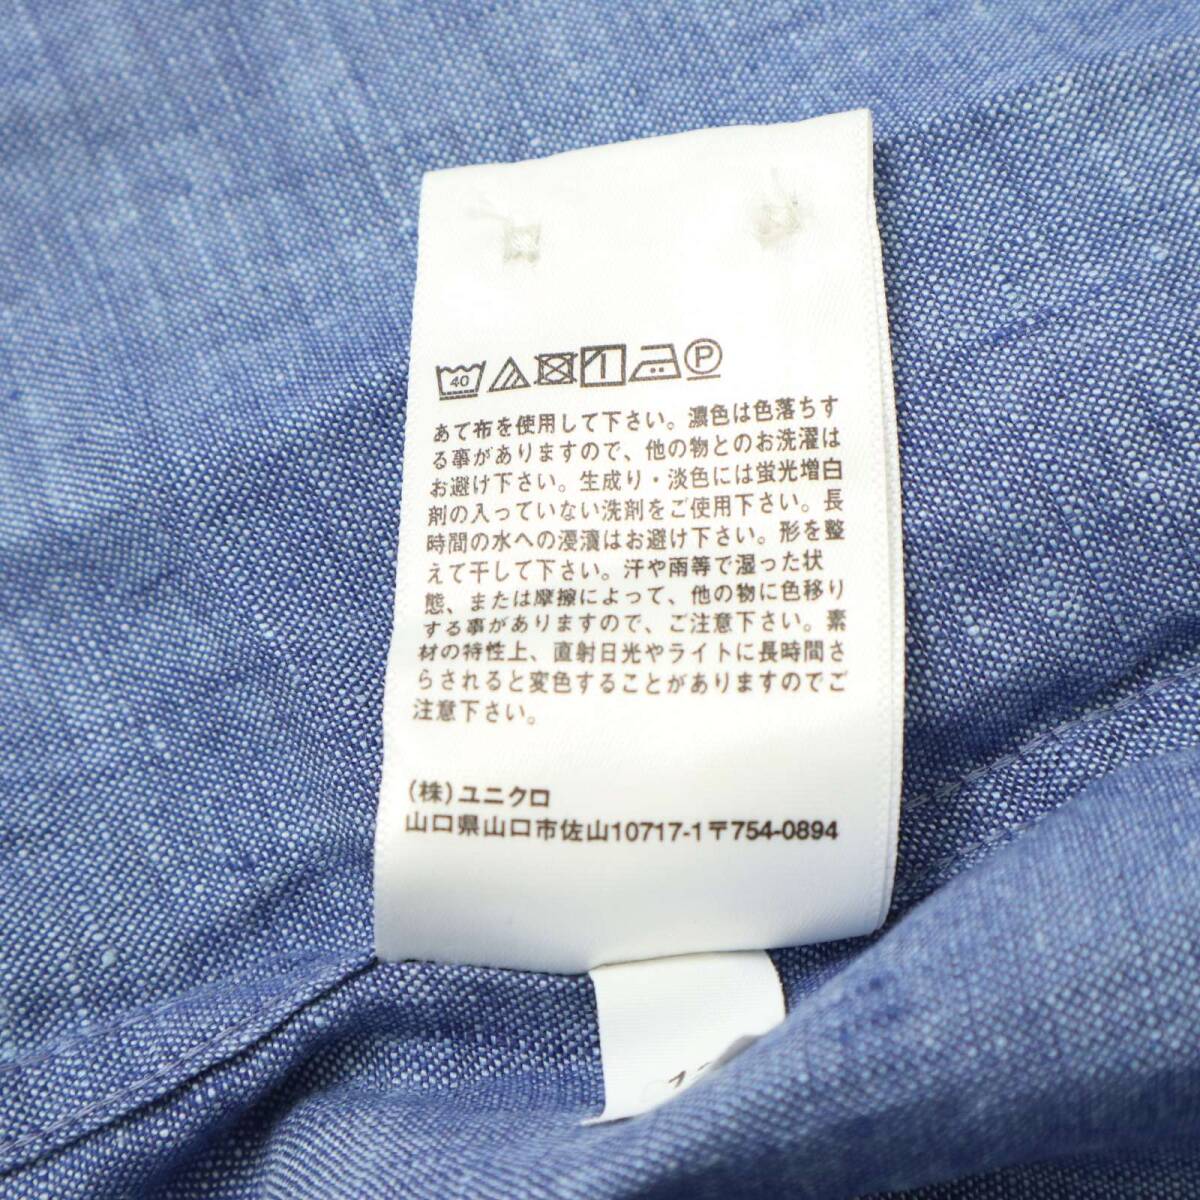 40 P
あて布を使用して下さい。濃色は色落ちす
る事がありますので、他の物とのお洗濯は
お避け下さい。生成り・淡色には蛍光増白
剤の入っていない洗剤をご使用下さい。長
時間の水への浸漬はお避け下さい。形を整
えて干して下さい。汗や雨等で湿った状
態、または摩擦によって、他の物に色移り
する事がありますので、ご注意下さい。素
材の特性上、直射日光やライトに長時間さ
らされると変色することがありますのでご
注意下さい。
(株)ユニクロ
山口県山口市佐山10717-1〒754-0894